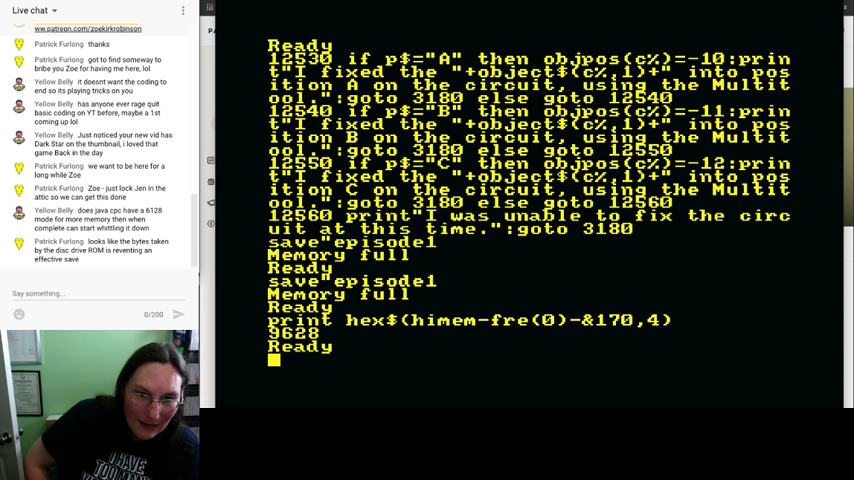 Live chat
ww.patreon.com/zoekirkrobinson
Patrick Furlong thanks
Patrick Furlong got to find someway to
bribe you Zoe for having me here, lol
Yellow Belly it doesnt want the coding to
end so its playing tricks on you
Yellow Belly has anyone ever rage quit
basic coding on YT before, maybe a 1st
coming up lol
Yellow Belly Just noticed your new vid has
Dark Star on the thumbnail, i loved that
game Back in the day
Patrick Furlong we want to be here for a
long while Zoe
Patrick Furlong Zoe - just lock Jen in the
attic so we can get this done
Yellow Belly does java cpc have a 6128
mode for more memory then when
complete can start whittling it down
Patrick Furlong looks like the bytes taken
by the disc drive ROM is reventing an
effective save
Say something...
0/200
Ready
12530 if p$="A" then objpos(c%)=-10:prin
t"I fixed the "+object$(c%,1)+" into pos
ition A on the circuit, using the Multit
ool.":goto 3180 else goto 12540
12540 if p$="B" then objpos(c%)=-11:prin
t"I fixed the "+object$(c%,1)+" into pos
ition B on the circuit, using the Multit
ool.":goto 3180 else goto 12550
12550 if p$="C" then objpos(c%)=-12:prin
t"I fixed the "+object$(c%,1)+" into pos
ition C on the circuit, using the Multit
ool.":goto 3180 else goto 12560
12560 print"I was unable to fix the circ
uit at this time.":goto 3180
save"episode1
Memory full
Ready
save"episode1
Memory full
Ready
print hex$(himem-fre(0)-&170,4)
9628
Ready
I HAVE
TOO MANY